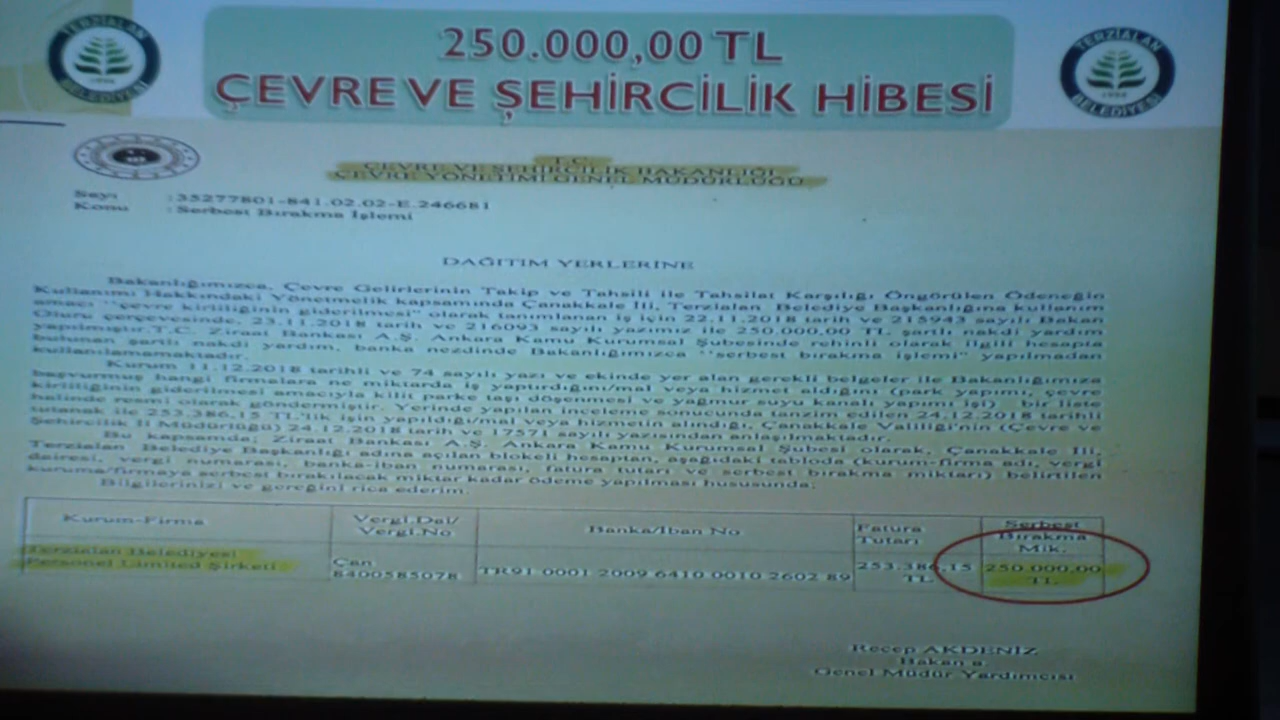 TERZİALAN
BELEDİYESİ
250.000,00 TL
ÇEVRE VE ŞEHİRCİLİK HİBESİ
TERZİALAN
1994
BELEDİYESİ
T.C.
ÇEVRE VE ŞEHİRCİLİK BAKANLIĞI
ÇEVRE YÖNETİMİ GENEL MÜDÜRLÜĞÜ
Sayı :35277801-841.02.02-E.246681
Konu :Serbest Bırakma İşlemi
DAĞITIM YERLERİNE
Bakanlığımızca, Çevre Gelirlerinin Takip ve Tahsili ile Tahsilat Karşılığı Öngörülen Ödeneğin
Kullanımı Hakkındaki Yönetmelik kapsamında Çanakkale İli, Terzialan Belediye Başkanlığına kullanım
amacı ``çevre kirliliğinin giderilmesi" olarak tanımlanan iş için 22.11.2018 tarih ve 215943 sayılı Bakan
Oluru çerçevesinde, 23.11.2018 tarih ve 216093 sayılı yazımız ile 250.000,00 TL şartlı nakdi yardım
yapılmıştır.T.C. Ziraat Bankası A.Ş. Ankara Kamu Kurumsal Şubesinde rehinli olarak ilgili hesapta
bulunan şartlı nakdi yardım, banka nezdinde Bakanlığımızca ``serbest bırakma işlemi" yapılmadan
kullanılamamaktadır.
Kurum 11.12.2018 tarihli ve 74 sayılı yazı ve ekinde yer alan gerekli belgeler ile Bakanlığımıza
başvurmuş hangi firmalara ne miktarda iş yaptırdığını/mal veya hizmet aldığını (park yapımı, çevre
kirliliğinin giderilmesi amacıyla kilit parke taşı döşenmesi ve yağmur suyu kanalı yapımı işi) bir liste
halinde resmi olarak göndermiştir. Yerinde yapılan inceleme sonucunda tanzim edilen 24.12.2018 tarihli
tutanak ile 253.386,15 TL'lik işin yapıldığı/mal veya hizmetin alındığı, Çanakkale Valiliği'nin (Çevre ve
Şehircilik İl Müdürlüğü) 24.12.2018 tarih ve 17571 sayılı yazısından anlaşılmaktadır.
Bu kapsamda; Ziraat Bankası A.Ş. Ankara Kamu Kurumsal Şubesi olarak, Çanakkale İli,
Terzialan Belediye Başkanlığı adına açılan blokeli hesaptan, aşağıdaki tabloda (kurum-firma adı, vergi
dairesi, vergi numarası, banka-iban numarası, fatura tutarı ve serbest bırakma miktarı) belirtilen
kuruma/firmaya serbest bırakılacak miktar kadar ödeme yapılması hususunda;
Bilgilerinizi ve gereğini rica ederim.
Kurum-Firma Vergi.Dai/ Vergi.No Banka/İban No Fatura Tutarı Serbest Bırakma Mik.
Terzialan Belediyesi Personel Limited Şirketi Çan 8400585078 TR91 0001 2009 6410 0010 2602 89 253.386,15 TL 250.000,00 TL
Recep AKDENİZ
Bakan a
Genel Müdür Yardımcısı